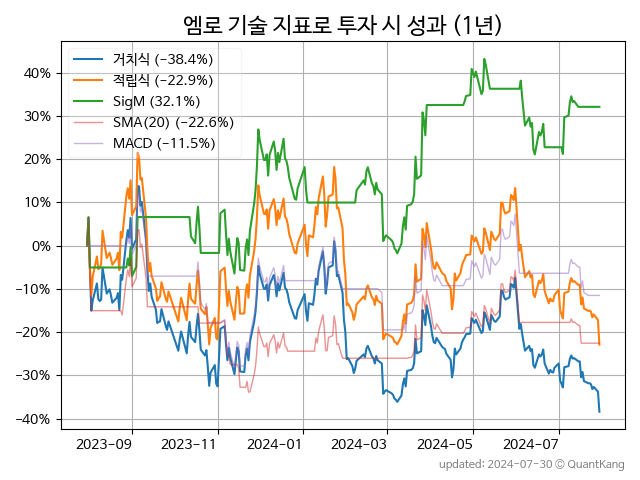 엠로 기술 지표로 투자 시 성과 (1년)
거치식 (−38.4%)
적립식 (−22.9%)
SigM (32.1%)
SMA(20) (−22.6%)
MACD (−11.5%)
40%
30%
20%
10%
0%
−10%
−20%
−30%
−40%
2023−09 2023−11 2024−01 2024−03 2024−05 2024−07
updated: 2024-07-30 © QuantKang